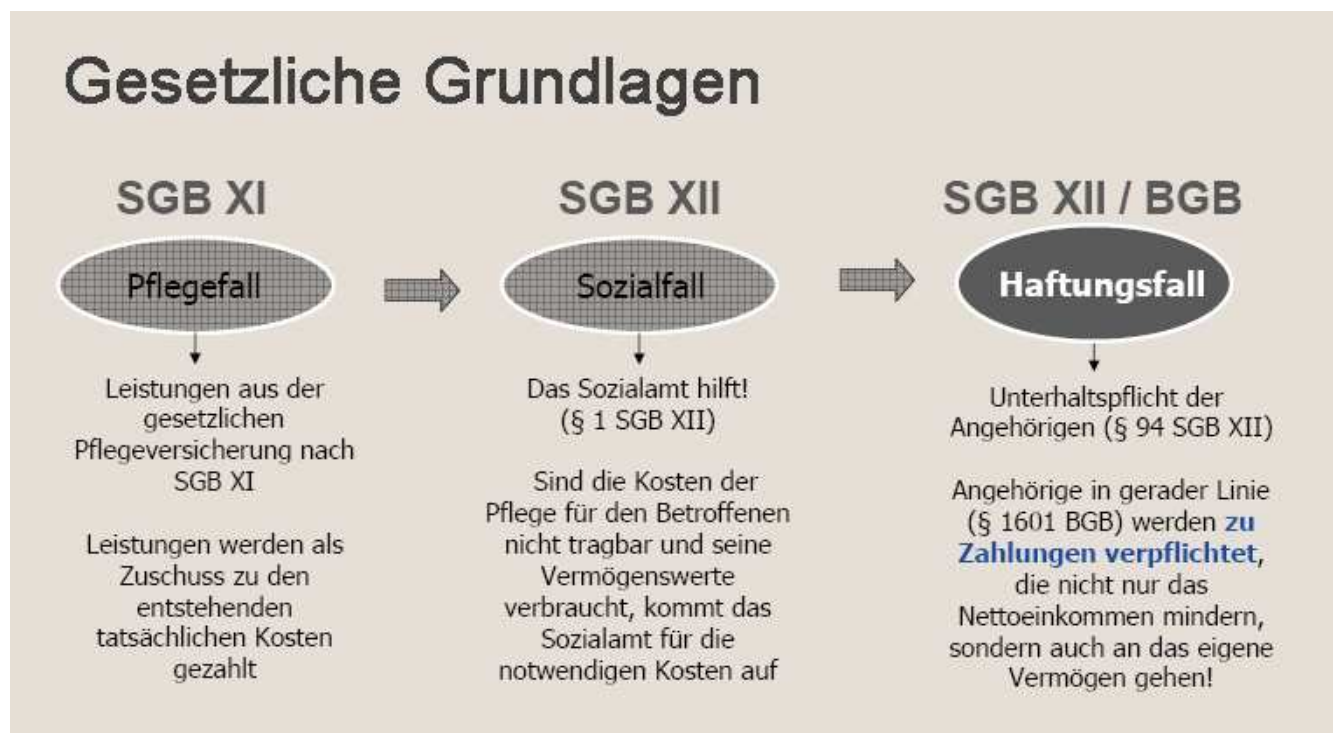 Gesetzliche Grundlagen
SGB XI
Pflegefall
Leistungen aus der
gesetzlichen
Pflegeversicherung nach
SGB XI
Leistungen werden als
Zuschuss zu den
entstehenden
tatsächlichen Kosten
gezahlt
SGB XII
Sozialfall
Das Sozialamt hilft!
(§ 1 SGB XII)
Sind die Kosten der
Pflege für den Betroffenen
nicht tragbar und seine
Vermögenswerte
verbraucht, kommt das
Sozialamt für die
notwendigen Kosten auf
SGB XII / BGB
Haftungsfall
Unterhaltspflicht der
Angehörigen (§ 94 SGB XII)
Angehörige in gerader Linie
(§ 1601 BGB) werden zu
Zahlungen verpflichtet,
die nicht nur das
Nettoeinkommen mindern,
sondern auch an das eigene
Vermögen gehen!